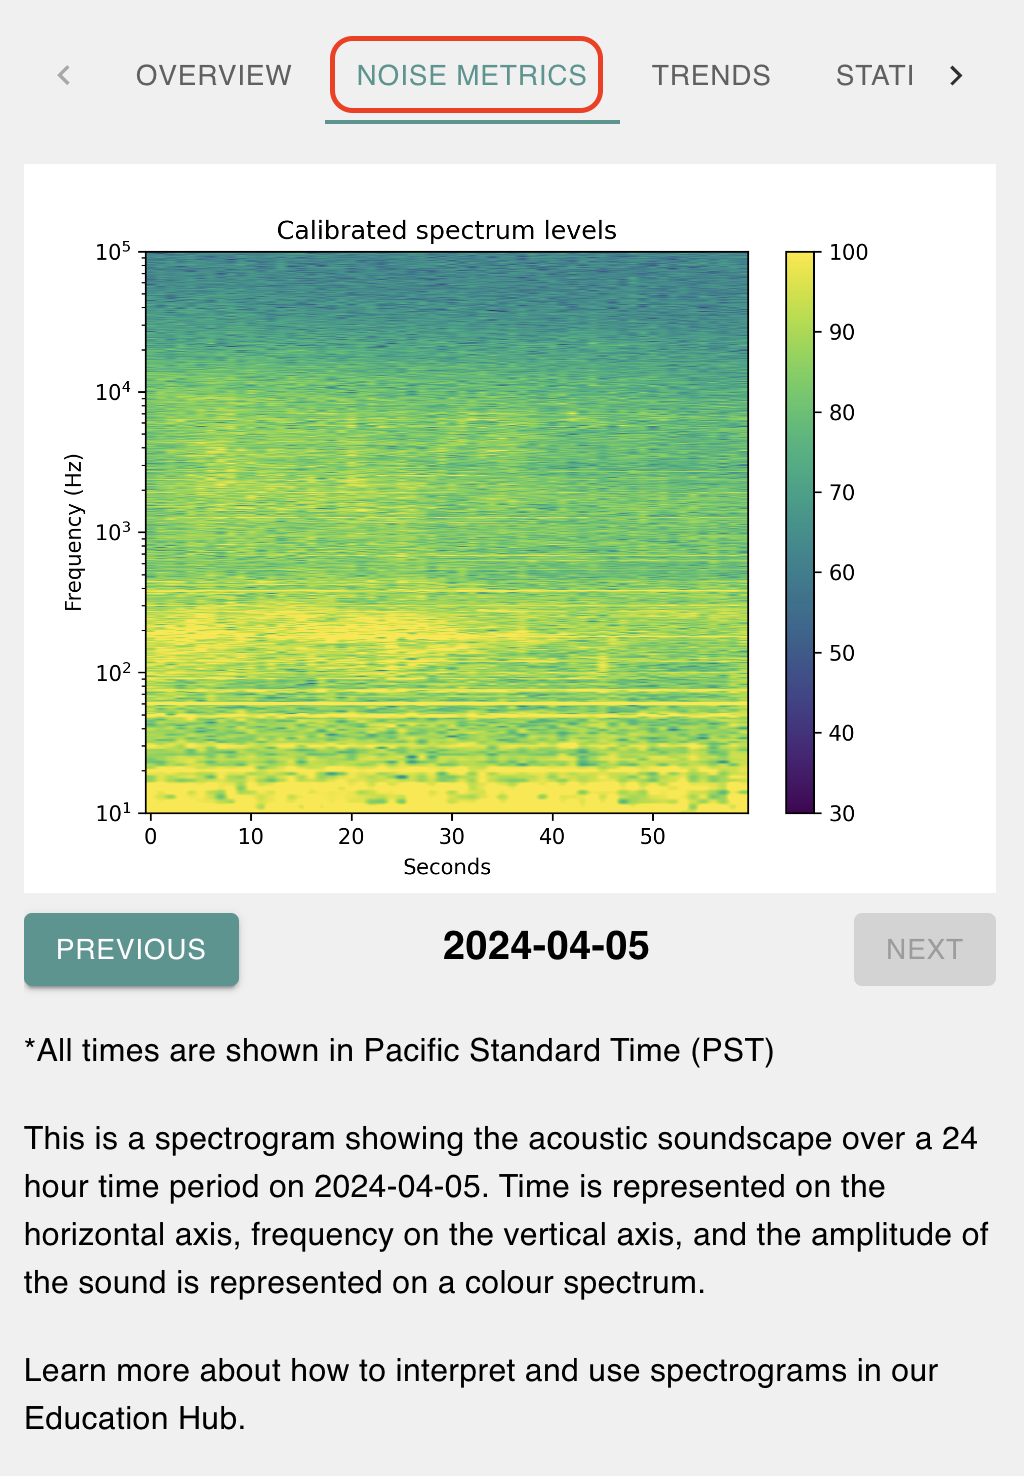 OVERVIEW NOISE METRICS TRENDS STATI
Calibrated spectrum levels
10⁵
10⁴
10³
10²
10¹
Frequency (Hz)
0 10 20 30 40 50
Seconds
100
90
80
70
60
50
40
30
PREVIOUS 2024-04-05 NEXT
*All times are shown in Pacific Standard Time (PST)
This is a spectrogram showing the acoustic soundscape over a 24
hour time period on 2024-04-05. Time is represented on the
horizontal axis, frequency on the vertical axis, and the amplitude of
the sound is represented on a colour spectrum.
Learn more about how to interpret and use spectrograms in our
Education Hub.